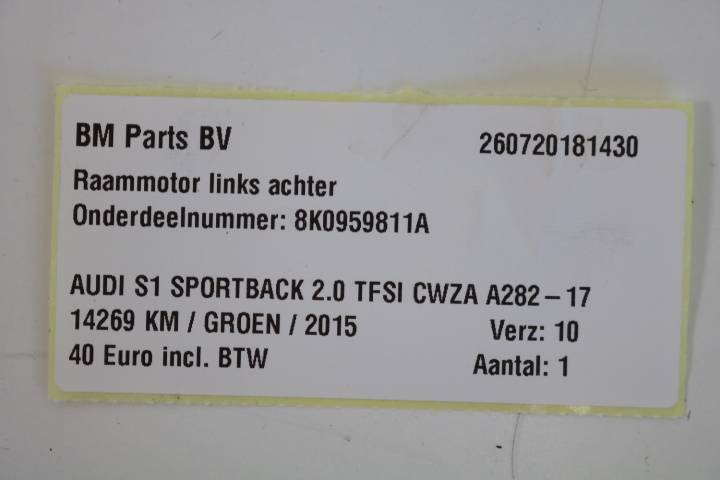 BM Parts BV 260720181430
Raammotor links achter
Onderdeelnummer: 8K0959811A
AUDI S1 SPORTBACK 2.0 TFSI CWZA A282-17
14269 KM / GROEN / 2015 Verz: 10
40 Euro incl. BTW Aantal: 1